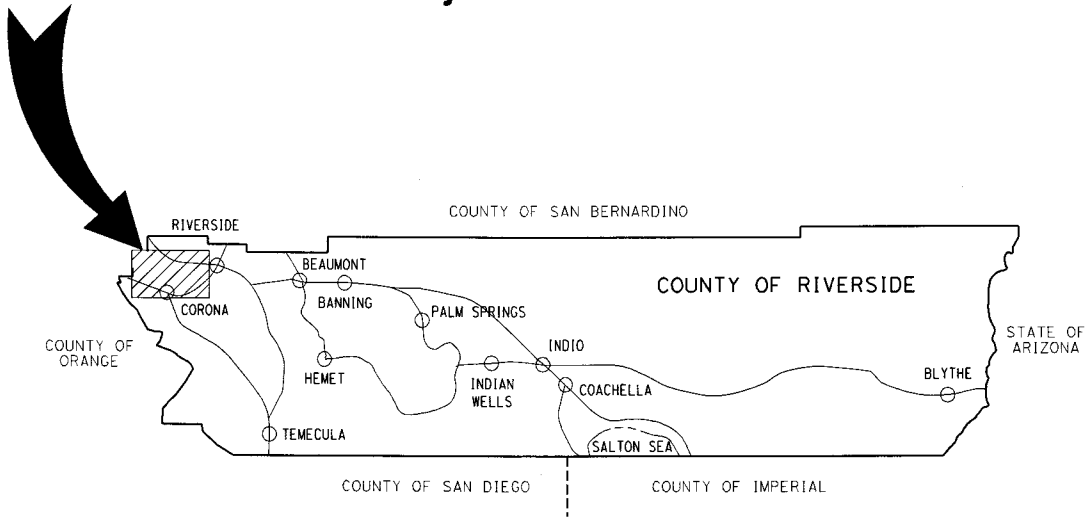 COUNTY OF SAN BERNARDINO
RIVERSIDE
BEAUMONT
COUNTY OF RIVERSIDE
BANNING
CORONA
PALM SPRINGS
STATE OF
ARIZONA
COUNTY OF
ORANGE
INDIO
HEMET
INDIAN
WELLS
COACHELLA
BLYTHE
TEMECULA
SALTON SEA
COUNTY OF SAN DIEGO
COUNTY OF IMPERIAL